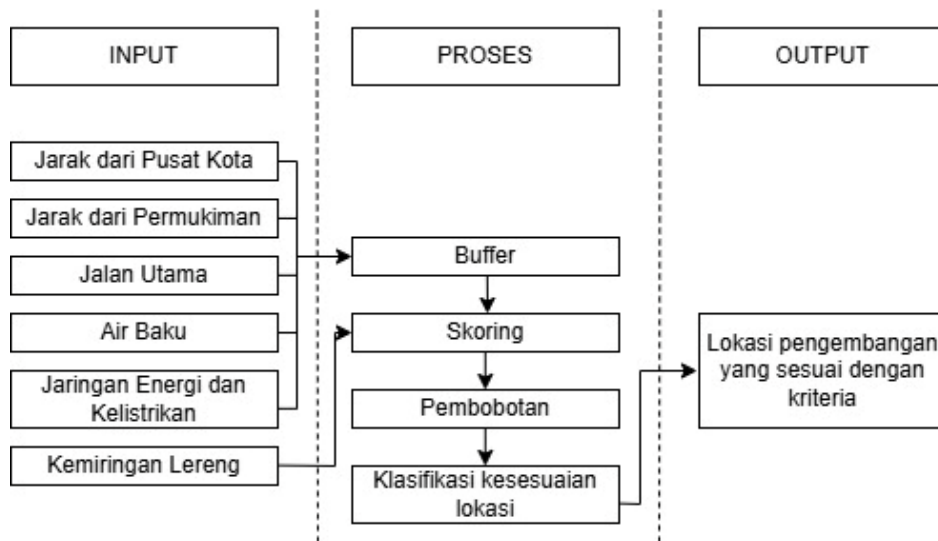 INPUT
PROSES
OUTPUT
Jarak dari Pusat Kota
Jarak dari Permukiman
Jalan Utama
Air Baku
Jaringan Energi dan
Kelistrikan
Kemiringan Lereng
Buffer
Skoring
Pembobotan
Klasifikasi kesesuaian
lokasi
Lokasi pengembangan
yang sesuai dengan
kriteria